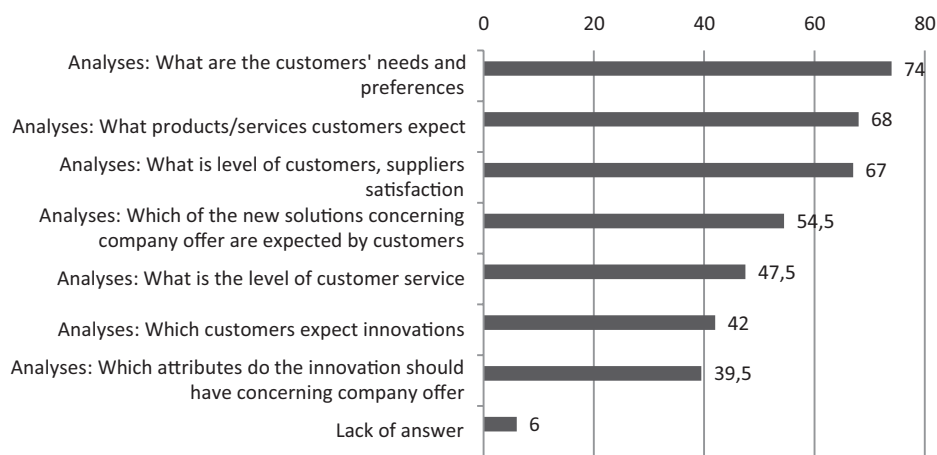 0 20 40 60 80
Analyses: What are the customers' needs and
preferences
74
Analyses: What products/services customers expect
68
Analyses: What is level of customers, suppliers
satisfaction
67
Analyses: Which of the new solutions concerning
company offer are expected by customers
54,5
Analyses: What is the level of customer service
47,5
Analyses: Which customers expect innovations
42
Analyses: Which attributes do the innovation should
have concerning company offer
39,5
Lack of answer
6